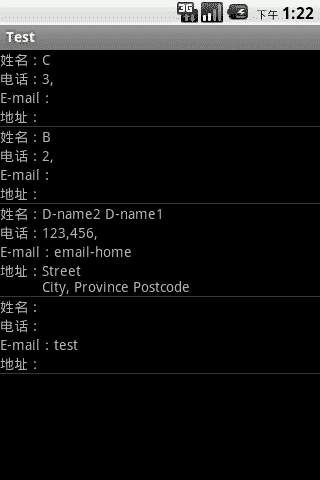 3G 下午 1:22
Test
姓名：C
电话：3,
E-mail：
地址：
姓名：B
电话：2,
E-mail：
地址：
姓名：D-name2 D-name1
电话：123,456,
E-mail：email-home
地址：Street
City, Province Postcode
姓名：
电话：
E-mail：test
地址：